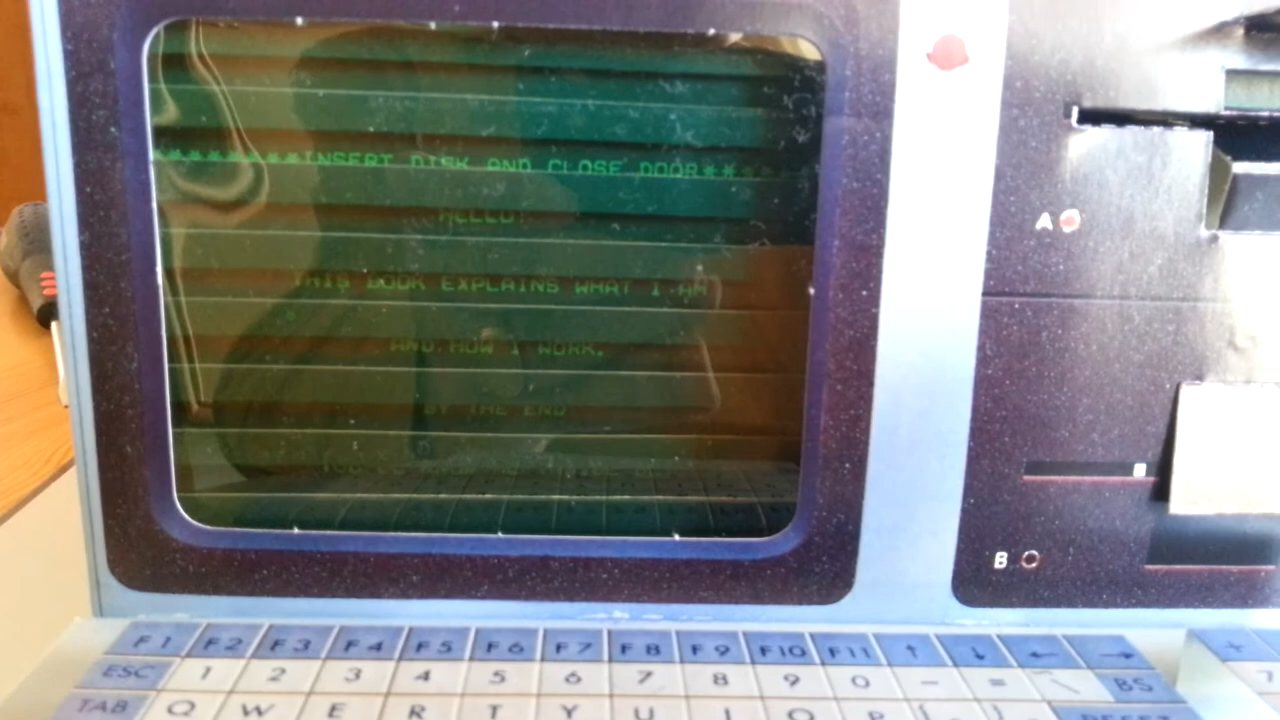 ********INSERT DISK AND CLOSE DOOR**
HELLO!
THIS BOOK EXPLAINS WHAT I AM
AND HOW I WORK.
BY THE END
A
B
F1 F2 F3 F4 F5 F6 F7 F8 F9 F10 F11 ↑ ↓ ← → +
ESC 1 2 3 4 5 6 7 8 9 0 - = \ BS 7
TAB Q W E R T Y U I O P { }